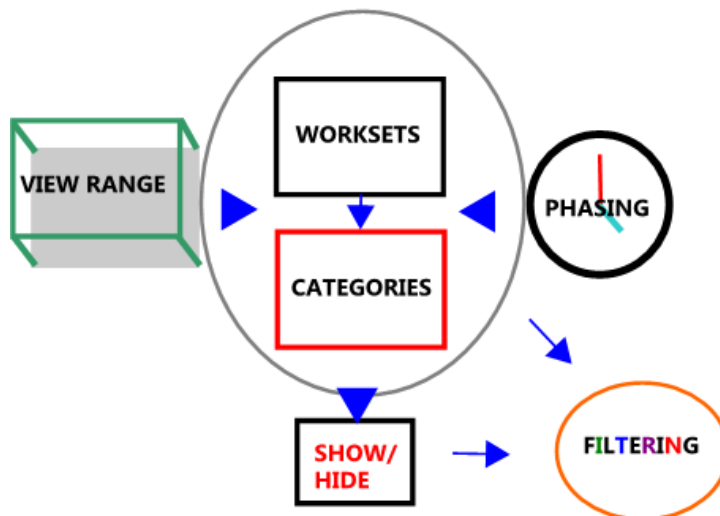 WORKSETS
VIEW RANGE
PHASING
CATEGORIES
SHOW/
HIDE
FILTERING